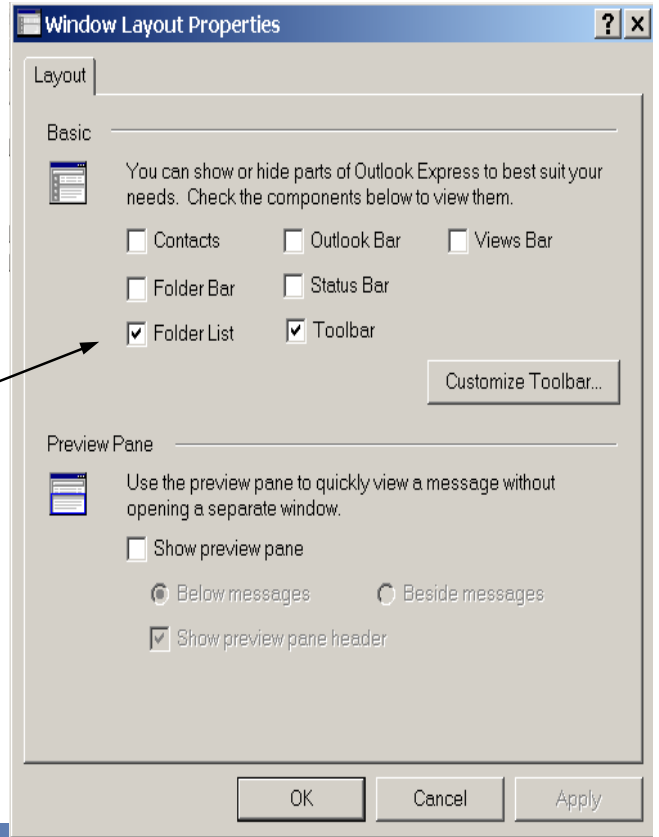 Window Layout Properties
Layout
Basic
You can show or hide parts of Outlook Express to best suit your
needs. Check the components below to view them.
Contacts Outlook Bar Views Bar
Folder Bar Status Bar
Folder List Toolbar
Customize Toolbar...
Preview Pane
Use the preview pane to quickly view a message without
opening a separate window.
Show preview pane
Below messages Beside messages
Show preview pane header
OK Cancel Apply